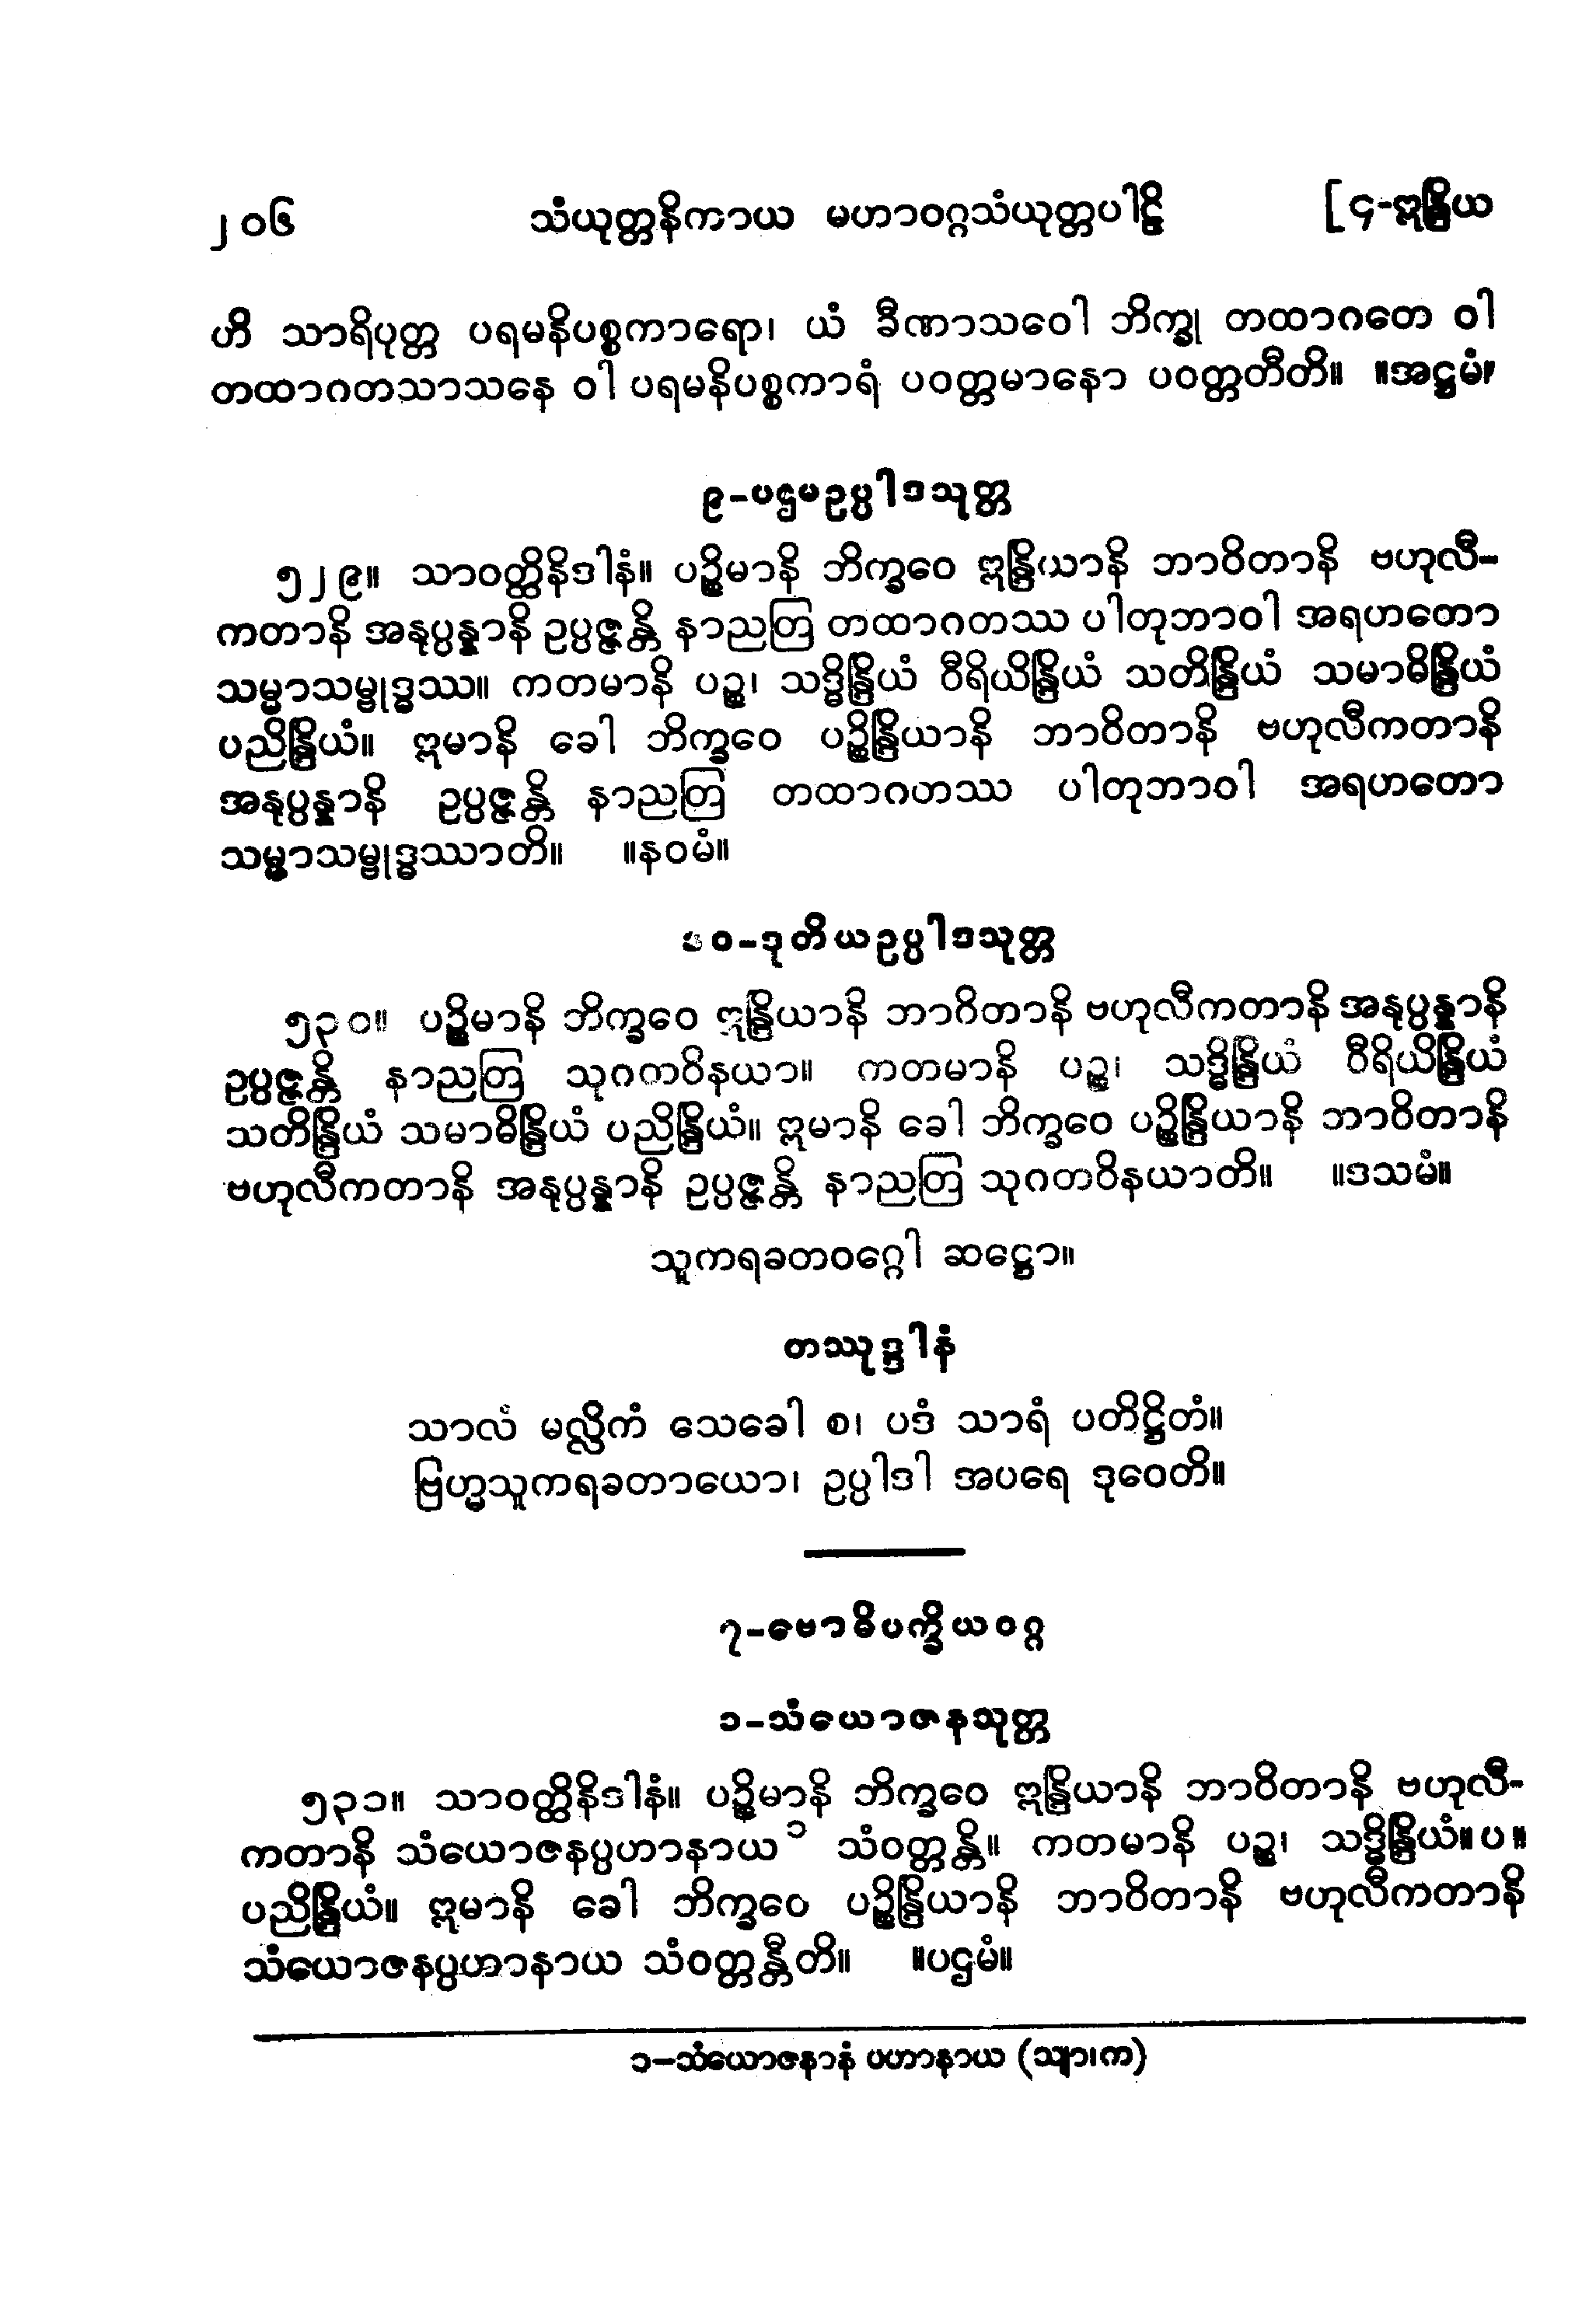 ၂၀၆ သံယုတ္တနိကာယ မဟာဝဂ္ဂသံယုတ္တပါဠိ [၄-ဣန္ဒြိယ
ဟိ သာရိပုတ္တ ပရမနိပစ္စကာရော၊ ယံ ခီဏာသဝေါ ဘိက္ခု တထာဂတေ ဝါ
တထာဂတသာသနေ ဝါ ပရမနိပစ္စကာရံ ပဝတ္တမာနော ပဝတ္တတီတိ။ ။အဋ္ဌမံ။
၉-ပဌမဥပ္ပါဒသုတ္တ
၅၂၉။ သာဝတ္ထိနိဒါနံ။ ပဉ္စိမာနိ ဘိက္ခဝေ ဣန္ဒြိယာနိ ဘာဝိတာနိ ဗဟုလီ-
ကတာနိ အနုပ္ပန္နာနိ ဥပ္ပဇ္ဇန္တိ နာညတြ တထာဂတဿ ပါတုဘာဝါ အရဟတော
သမ္မာသမ္ဗုဒ္ဓဿ။ ကတမာနိ ပဉ္စ၊ သဒ္ဓိန္ဒြိယံ ဝီရိယိန္ဒြိယံ သတိန္ဒြိယံ သမာဓိန္ဒြိယံ
ပညိန္ဒြိယံ။ ဣမာနိ ခေါ ဘိက္ခဝေ ပဉ္စိန္ဒြိယာနိ ဘာဝိတာနိ ဗဟုလီကတာနိ
အနုပ္ပန္နာနိ ဥပ္ပဇ္ဇန္တိ နာညတြ တထာဂတဿ ပါတုဘာဝါ အရဟတော
သမ္မာသမ္ဗုဒ္ဓဿာတိ။ ။နဝမံ။
၁၀-ဒုတိယဥပ္ပါဒသုတ္တ
၅၃၀။ ပဉ္စိမာနိ ဘိက္ခဝေ ဣန္ဒြိယာနိ ဘာဝိတာနိ ဗဟုလီကတာနိ အနုပ္ပန္နာနိ
ဥပ္ပဇ္ဇန္တိ နာညတြ သုဂတဝိနယာ။ ကတမာနိ ပဉ္စ၊ သဒ္ဓိန္ဒြိယံ ဝီရိယိန္ဒြိယံ
သတိန္ဒြိယံ သမာဓိန္ဒြိယံ ပညိန္ဒြိယံ။ ဣမာနိ ခေါ ဘိက္ခဝေ ပဉ္စိန္ဒြိယာနိ ဘာဝိတာနိ
ဗဟုလီကတာနိ အနုပ္ပန္နာနိ ဥပ္ပဇ္ဇန္တိ နာညတြ သုဂတဝိနယာတိ။ ။ဒသမံ။
သူကရခတဝဂ္ဂေါ ဆဋ္ဌော။
တဿုဒ္ဒါနံ
သာလံ မလ္လိကံ သေခေါ စ၊ ပဒံ သာရံ ပတိဋ္ဌိတံ။
ဗြဟ္မသူကရခတာယော၊ ဥပ္ပါဒါ အပရေ ဒုဝေတိ။
၇-ဗောဓိပက္ခိယဝဂ္ဂ
၁-သံယောဇနသုတ္တ
၅၃၁။ သာဝတ္ထိနိဒါနံ။ ပဉ္စိမာနိ ဘိက္ခဝေ ဣန္ဒြိယာနိ ဘာဝိတာနိ ဗဟုလီ-
ကတာနိ သံယောဇနပ္ပဟာနာယ ၁ သံဝတ္တန္တိ။ ကတမာနိ ပဉ္စ၊ သဒ္ဓိန္ဒြိယံ။ပ။
ပညိန္ဒြိယံ။ ဣမာနိ ခေါ ဘိက္ခဝေ ပဉ္စိန္ဒြိယာနိ ဘာဝိတာနိ ဗဟုလီကတာနိ
သံယောဇနပ္ပဟာနာယ သံဝတ္တန္တီတိ။ ။ပဌမံ။
၁-သံယောဇနာနံ ပဟာနာယ (သျာ၊က)